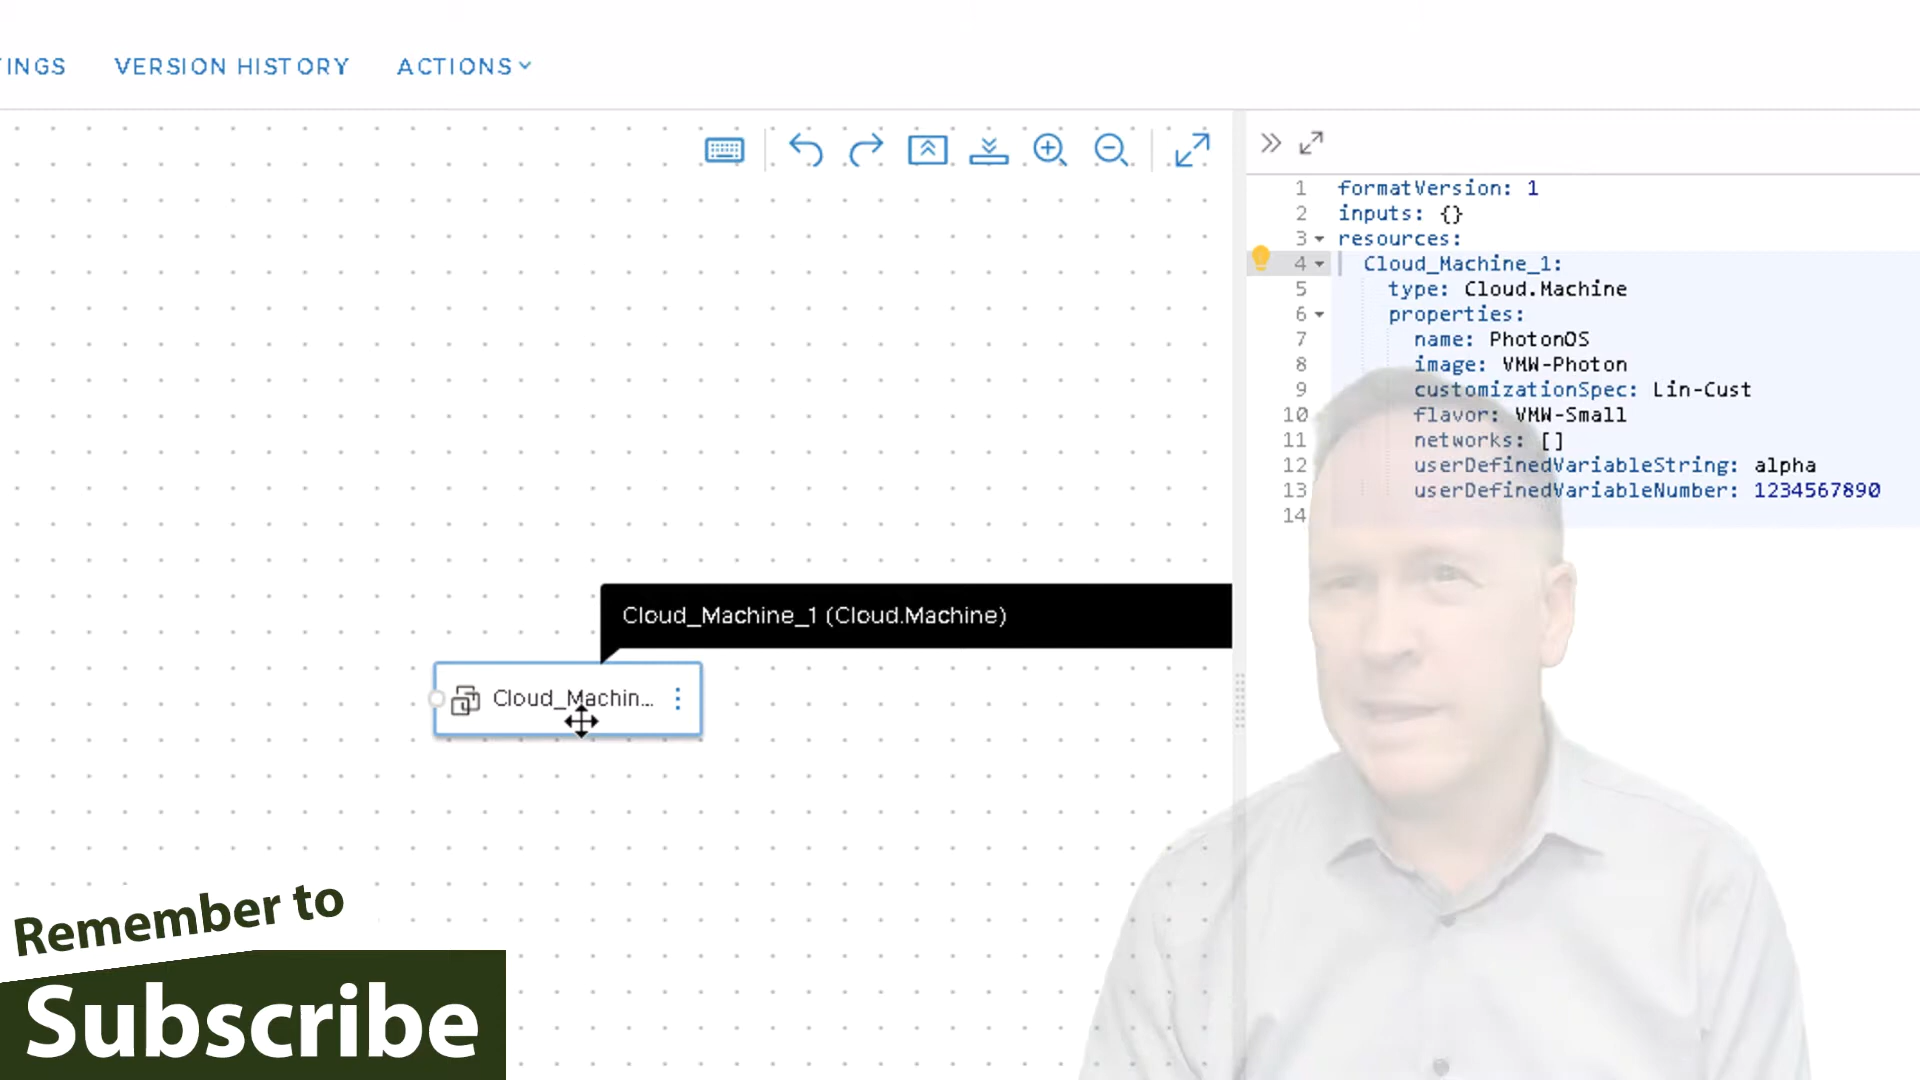 TINGS VERSION HISTORY ACTIONS
1 formatVersion: 1
2 inputs: {}
3 resources:
4 Cloud_Machine_1:
5 type: Cloud.Machine
6 properties:
7 name: PhotonOS
8 image: VMW-Photon
9 customizationSpec: Lin-Cust
10 flavor: VMW-Small
11 networks: []
12 userDefinedVariableString: alpha
13 userDefinedVariableNumber: 1234567890
14
Cloud_Machine_1 (Cloud.Machine)
Cloud_Machin...
Remember to
Subscribe